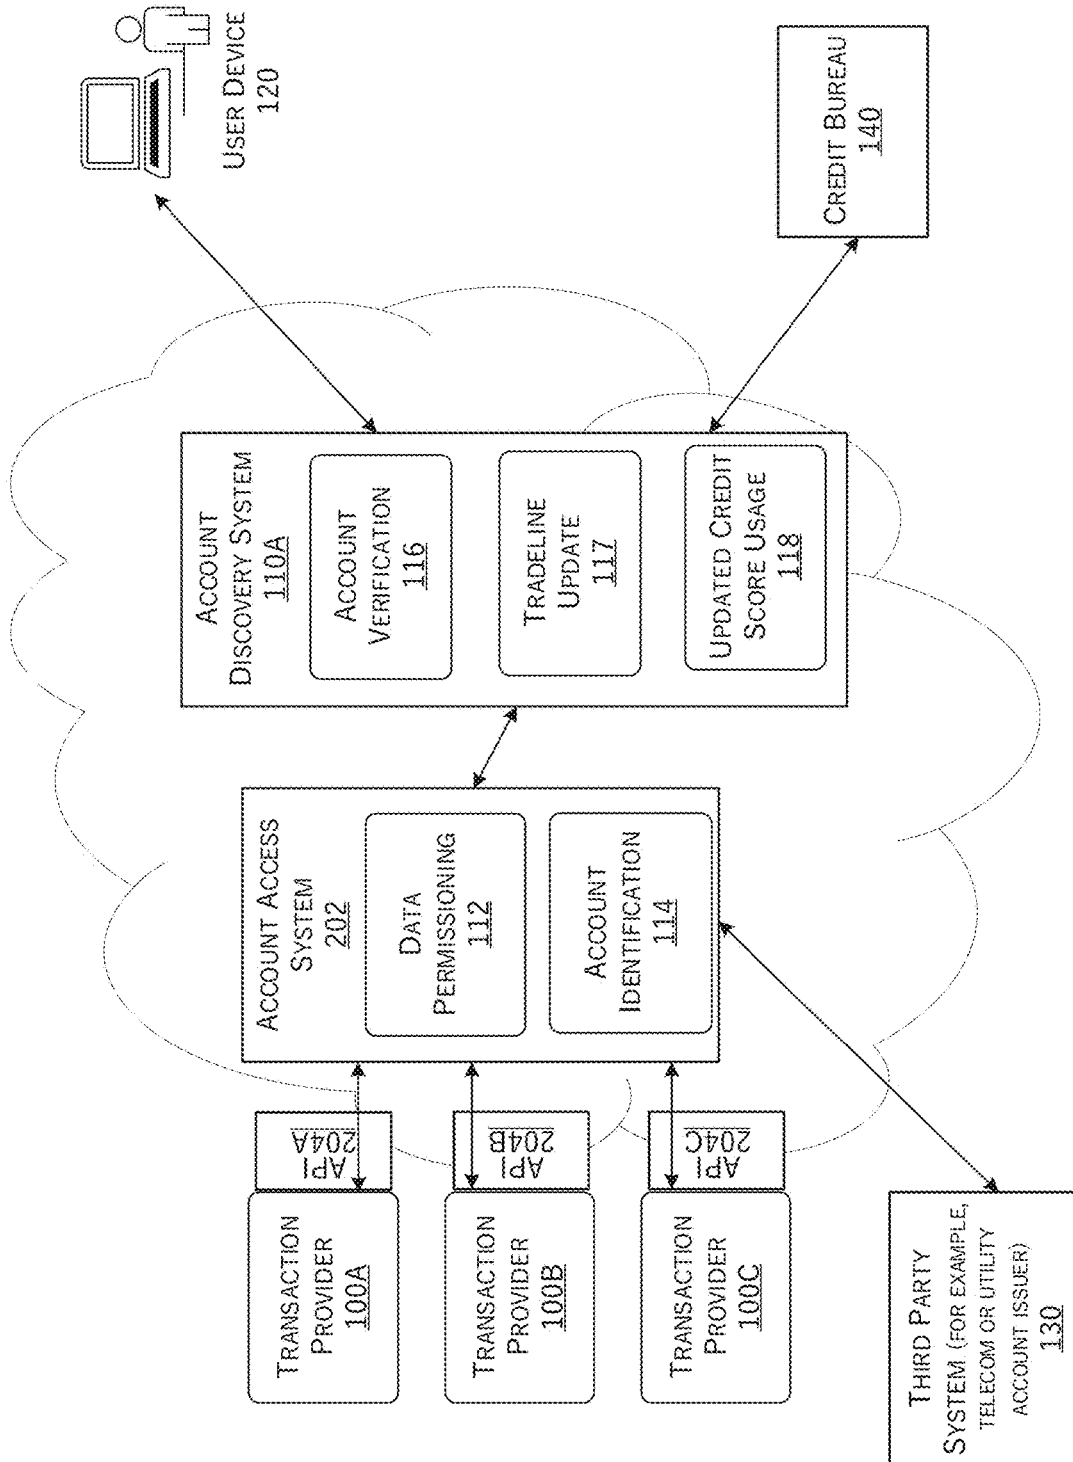 TRANSACTION
PROVIDER
100A
API
204A
TRANSACTION
PROVIDER
100B
API
204B
TRANSACTION
PROVIDER
100C
API
204C
THIRD PARTY
SYSTEM (FOR EXAMPLE,
TELECOM OR UTILITY
ACCOUNT ISSUER)
130
ACCOUNT ACCESS
SYSTEM
202
DATA
PERMISSIONING
112
ACCOUNT
IDENTIFICATION
114
ACCOUNT
DISCOVERY SYSTEM
110A
ACCOUNT
VERIFICATION
116
TRADELINE
UPDATE
117
UPDATED CREDIT
SCORE USAGE
118
USER DEVICE
120
CREDIT BUREAU
140